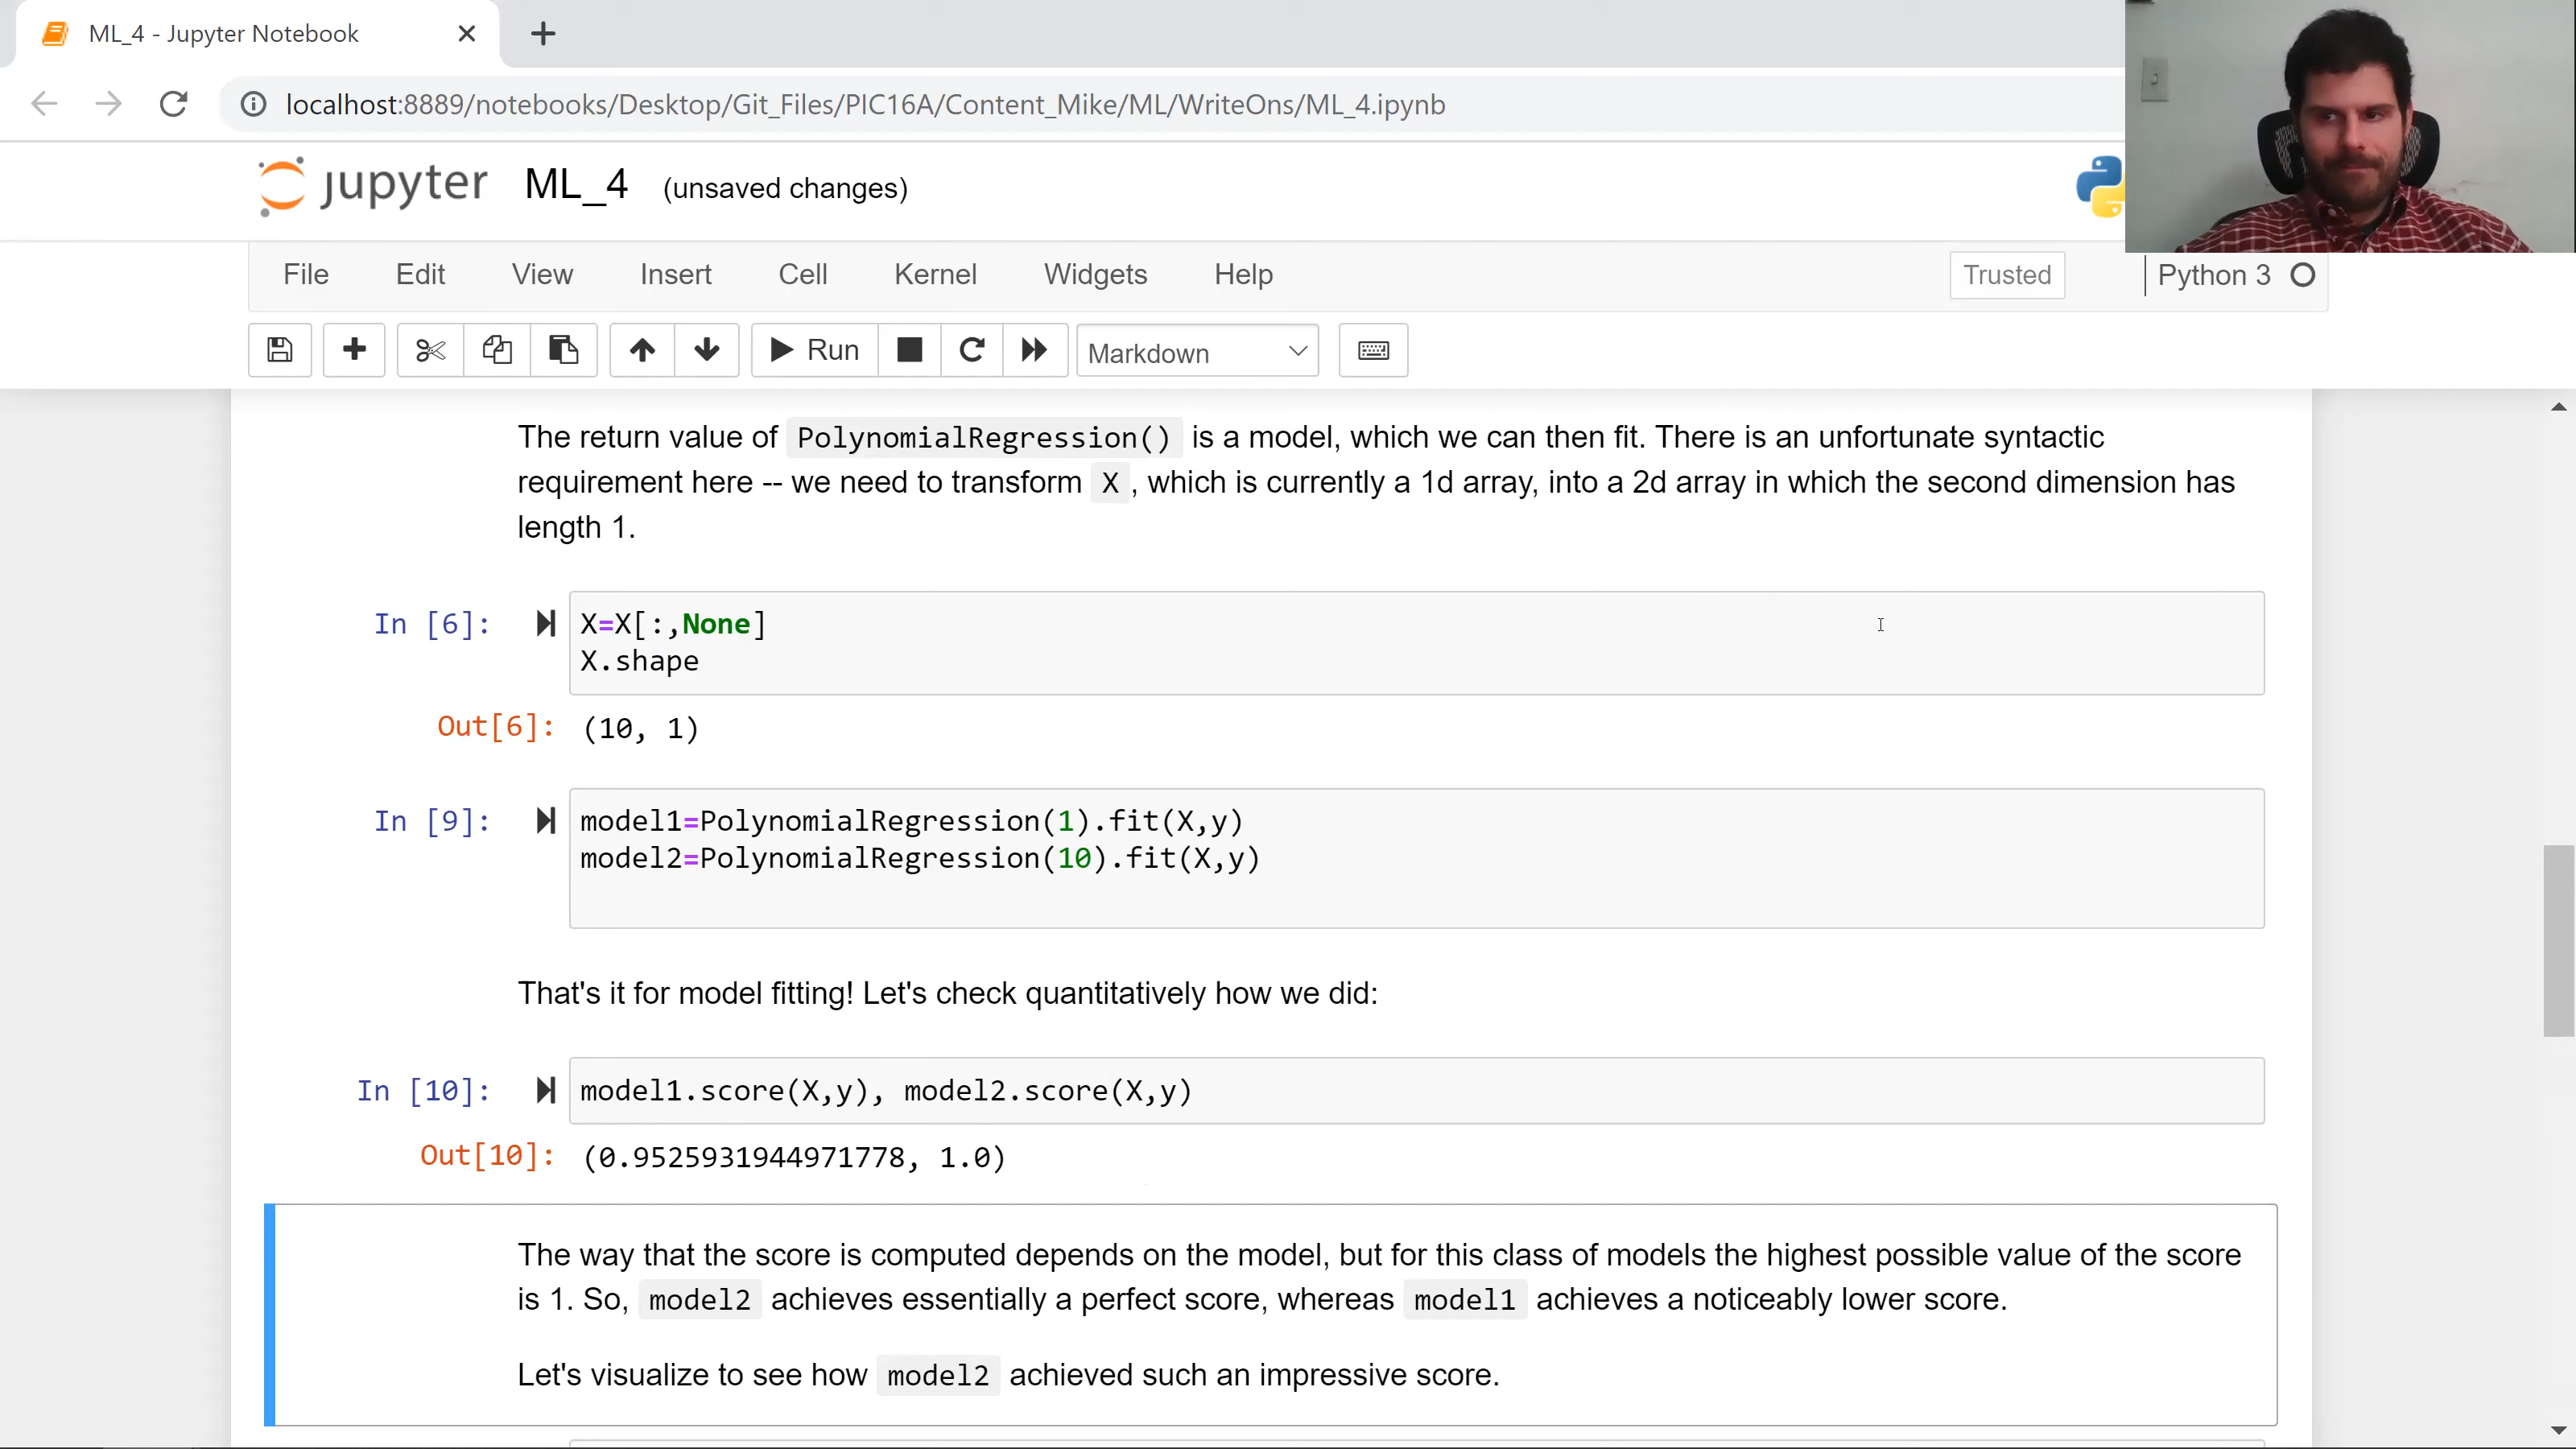 ML_4 - Jupyter Notebook
localhost:8889/notebooks/Desktop/Git_Files/PIC16A/Content_Mike/ML/WriteOns/ML_4.ipynb
jupyter ML_4 (unsaved changes)
File Edit View Insert Cell Kernel Widgets Help Trusted Python 3
Run Markdown
The return value of PolynomialRegression() is a model, which we can then fit. There is an unfortunate syntactic
requirement here -- we need to transform X , which is currently a 1d array, into a 2d array in which the second dimension has
length 1.
In [6]: X=X[:,None]
X.shape
Out[6]: (10, 1)
In [9]: model1=PolynomialRegression(1).fit(X,y)
model2=PolynomialRegression(10).fit(X,y)
That's it for model fitting! Let's check quantitatively how we did:
In [10]: model1.score(X,y), model2.score(X,y)
Out[10]: (0.9525931944971778, 1.0)
The way that the score is computed depends on the model, but for this class of models the highest possible value of the score
is 1. So, model2 achieves essentially a perfect score, whereas model1 achieves a noticeably lower score.
Let's visualize to see how model2 achieved such an impressive score.